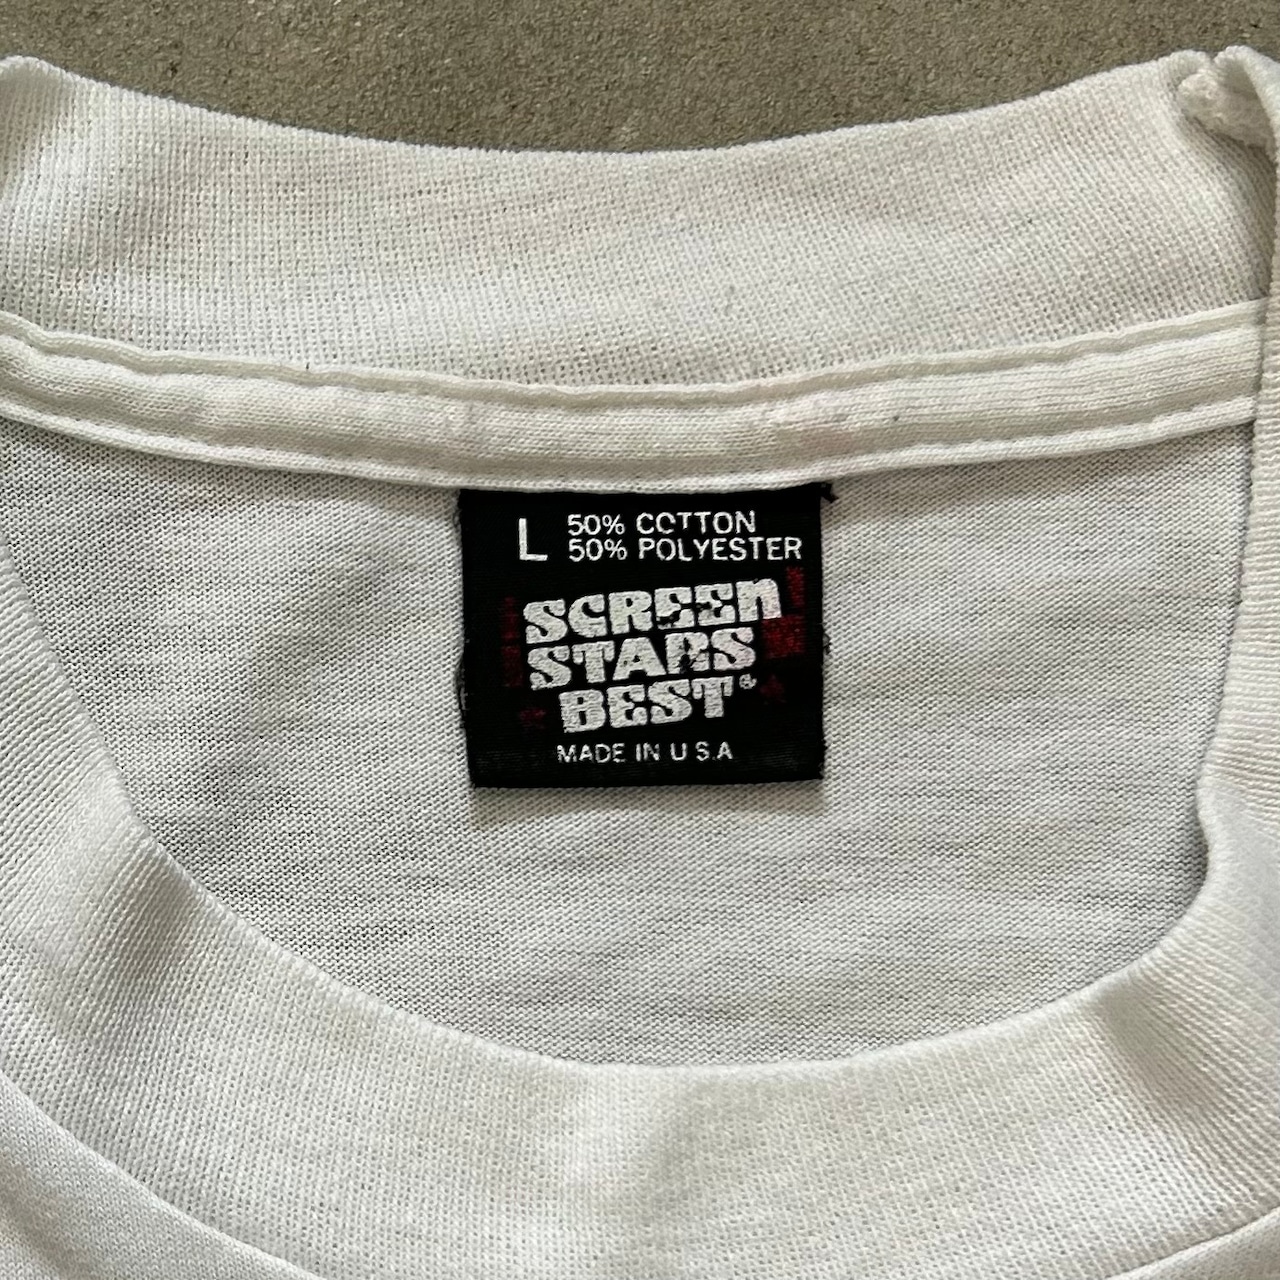 L 50% COTTON
50% POLYESTER
SCREEN
STARS
BEST®
MADE IN U.S.A